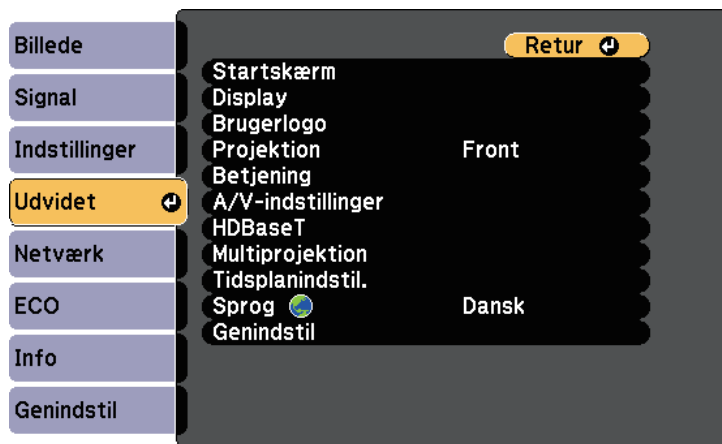 Billede
Signal
Indstillinger
Udvidet
Netværk
ECO
Info
Genindstil
Retur
Startskærm
Display
Brugerlogo
Projektion Front
Betjening
A/V-indstillinger
HDBaseT
Multiprojektion
Tidsplanindstil.
Sprog Dansk
Genindstil